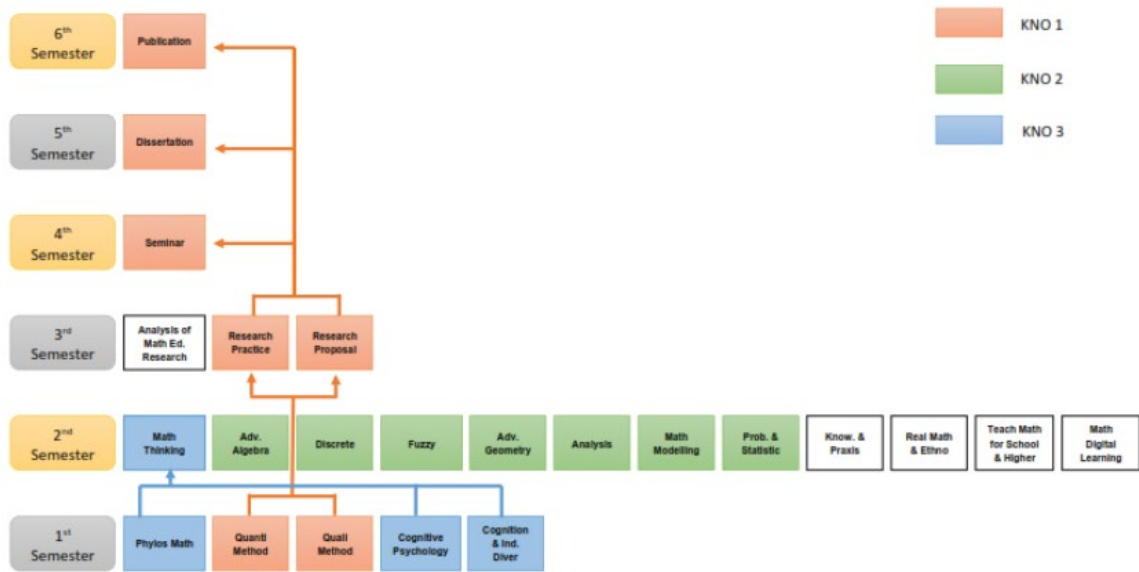 6th
Semester
Publication
KNO 1
KNO 2
KNO 3
5th
Semester
Dissertation
4th
Semester
Seminar
3rd
Semester
Analysis of
Math Ed.
Research
Research
Practice
Research
Proposal
2nd
Semester
Math
Thinking
Adv.
Algebra
Discrete
Fuzzy
Adv.
Geometry
Analysis
Math
Modelling
Prob. &
Statistic
Know. &
Praxis
Real Math
& Ethno
Teach Math
for School
& Higher
Math
Digital
Learning
1st
Semester
Phylos Math
Quanti
Method
Quali
Method
Cognitive
Psychology
Cognition
& Ind.
Diver